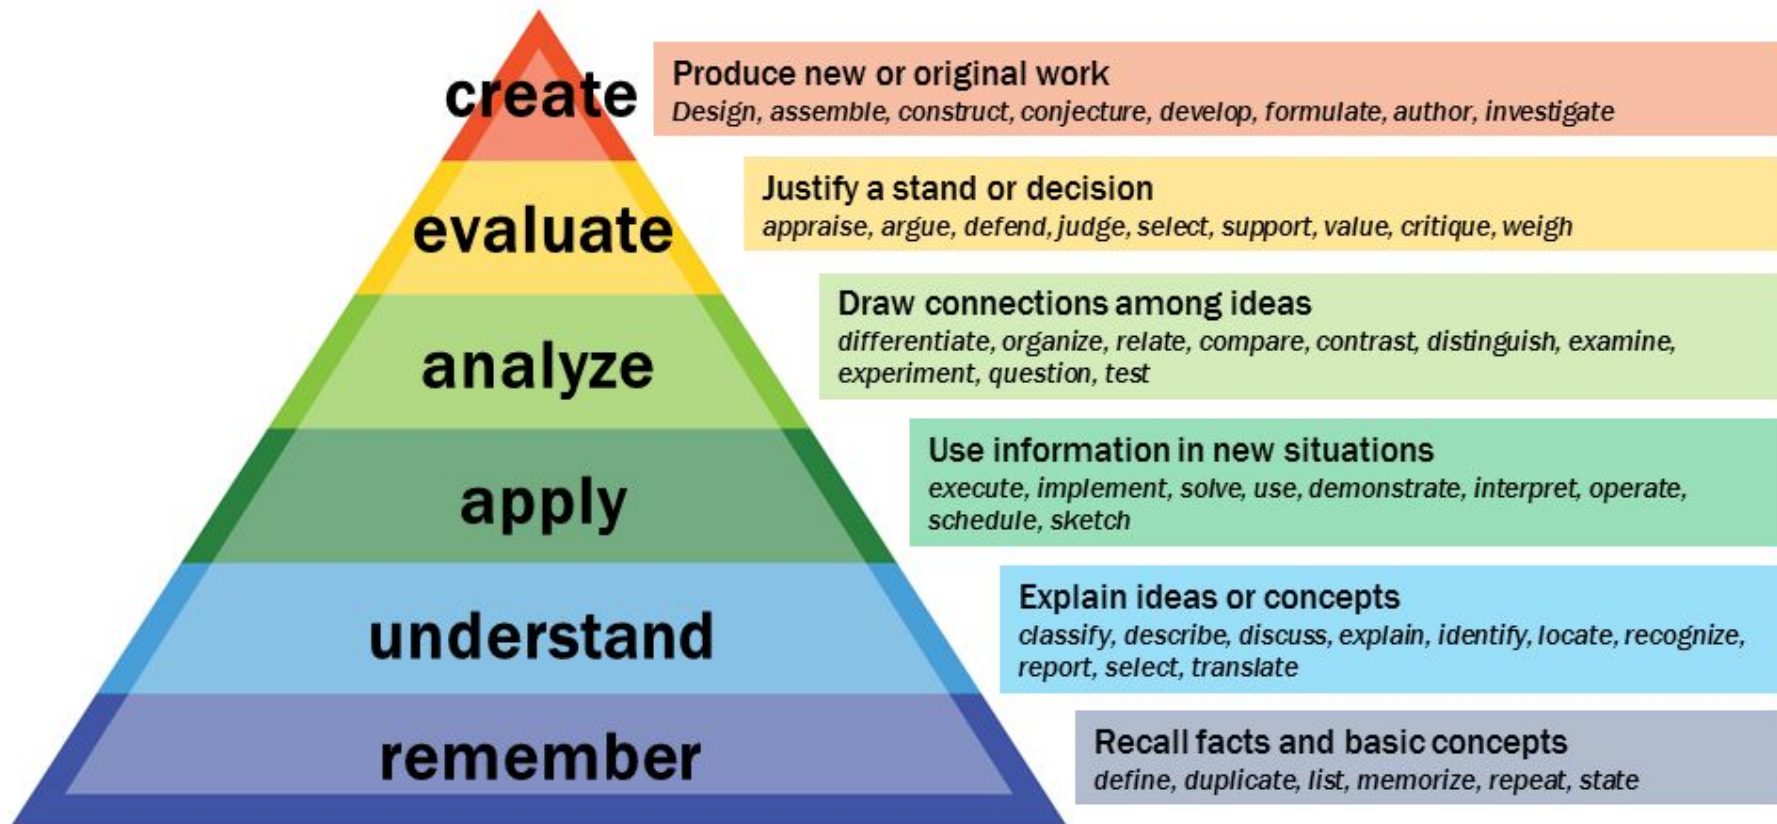 create
Produce new or original work
Design, assemble, construct, conjecture, develop, formulate, author, investigate
evaluate
Justify a stand or decision
appraise, argue, defend, judge, select, support, value, critique, weigh
analyze
Draw connections among ideas
differentiate, organize, relate, compare, contrast, distinguish, examine,
experiment, question, test
apply
Use information in new situations
execute, implement, solve, use, demonstrate, interpret, operate,
schedule, sketch
understand
Explain ideas or concepts
classify, describe, discuss, explain, identify, locate, recognize,
report, select, translate
remember
Recall facts and basic concepts
define, duplicate, list, memorize, repeat, state